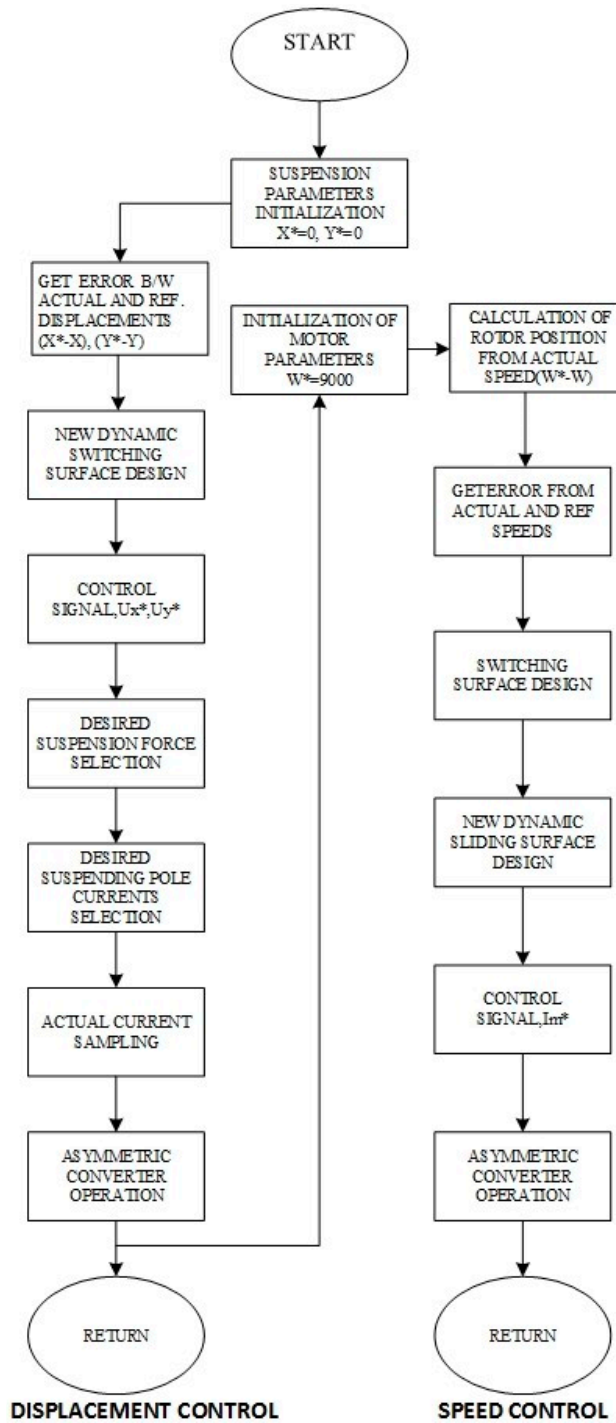 START
SUSPENSION
PARAMETERS
INITIALIZATION
X*=0, Y*=0
GET ERROR B/W
ACTUAL AND REF.
DISPLACEMENTS
(X*-X), (Y*-Y)
NEW DYNAMIC
SWITCHING
SURFACE DESIGN
CONTROL
SIGNAL,Ux*,Uy*
DESIRED
SUSPENSION FORCE
SELECTION
DESIRED
SUSPENDING POLE
CURRENTS
SELECTION
ACTUAL CURRENT
SAMPLING
ASYMMETRIC
CONVERTER
OPERATION
RETURN
DISPLACEMENT CONTROL
INITIALIZATION OF
MOTOR
PARAMETERS
W*=9000
CALCULATION OF
ROTOR POSITION
FROM ACTUAL
SPEED(W*-W)
GETERROR FROM
ACTUAL AND REF
SPEEDS
SWITCHING
SURFACE DESIGN
NEW DYNAMIC
SLIDING SURFACE
DESIGN
CONTROL
SIGNAL,Im*
ASYMMETRIC
CONVERTER
OPERATION
RETURN
SPEED CONTROL